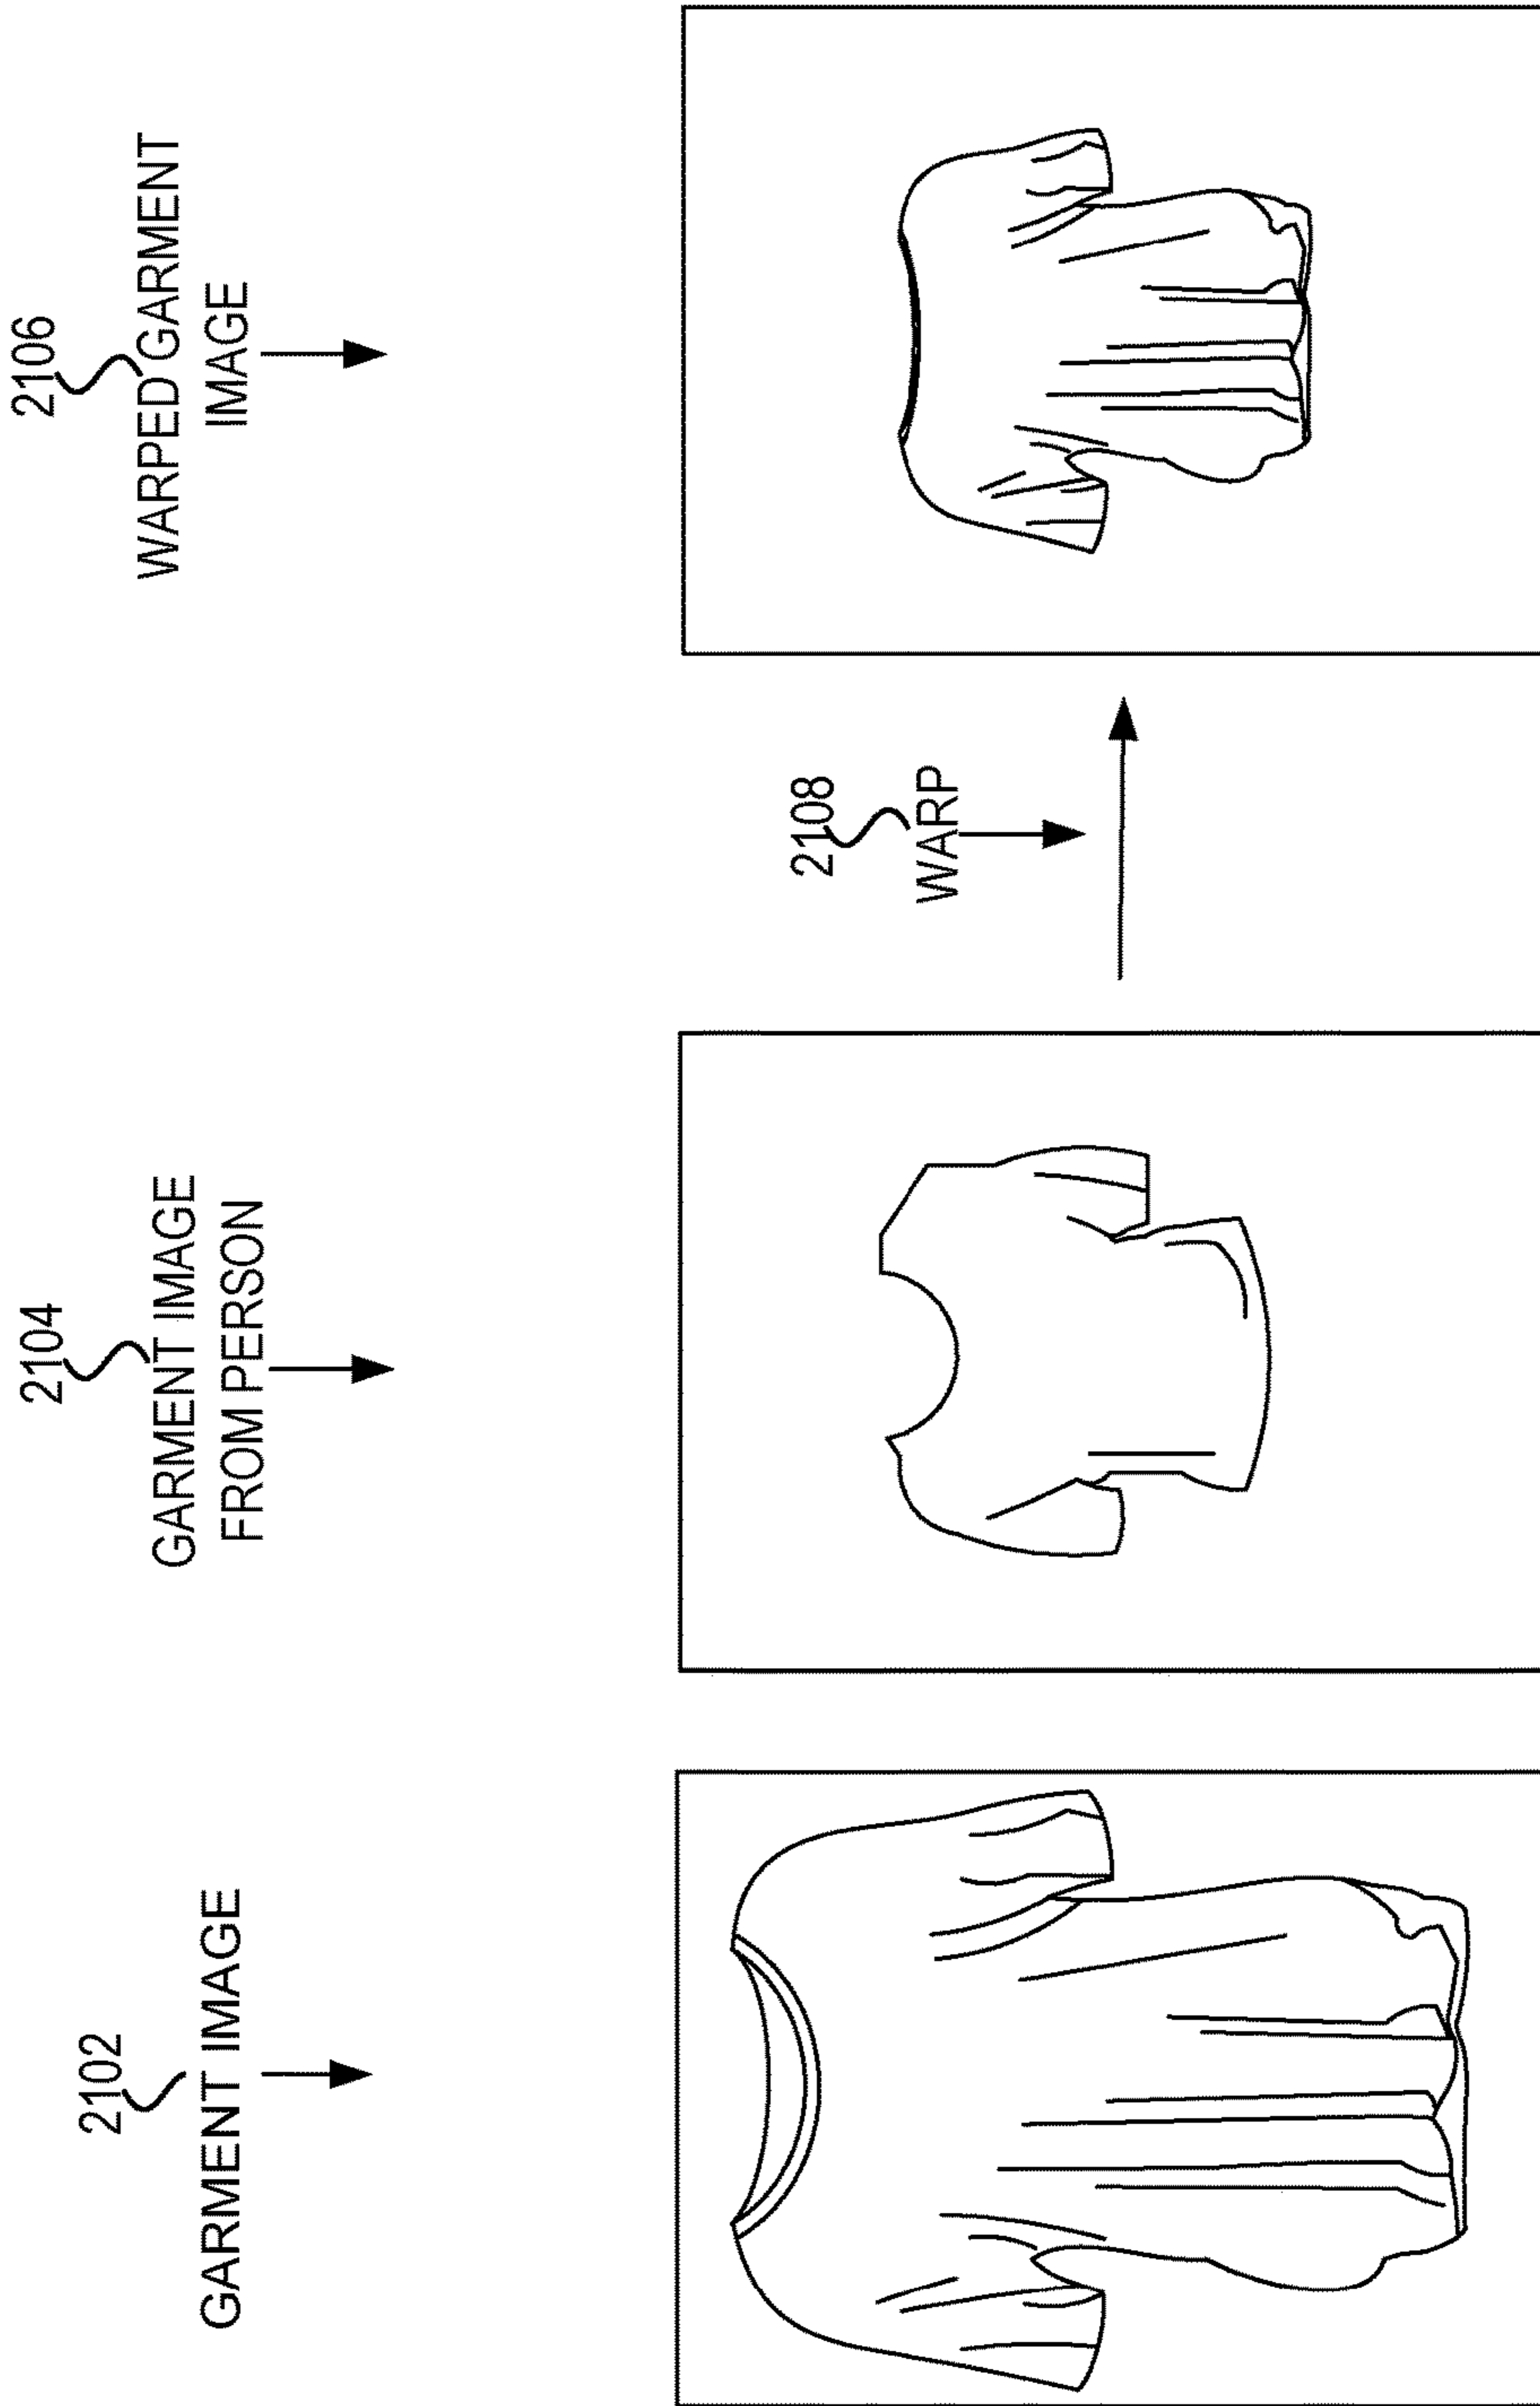 2102
GARMENT IMAGE
2104
GARMENT IMAGE
FROM PERSON
2108
WARP
2106
WARPED GARMENT
IMAGE